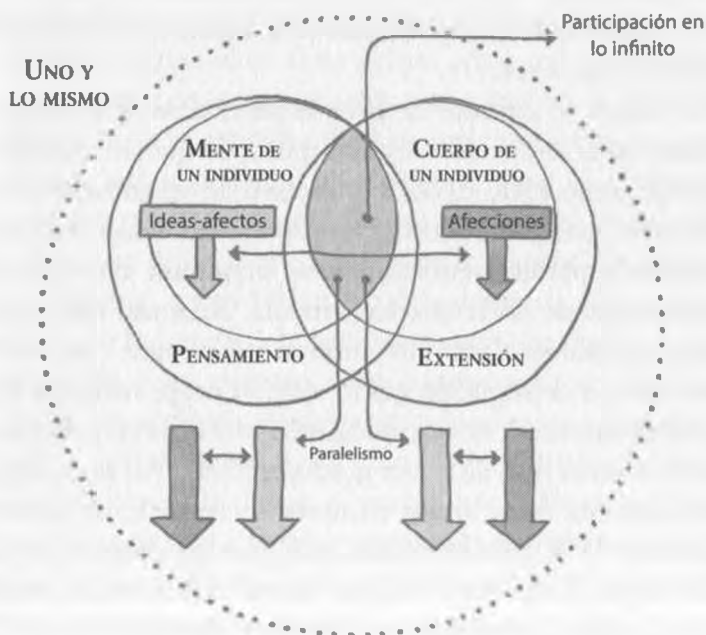 Participación en
lo infinito
UNO Y
LO MISMO
MENTE DE
UN INDIVIDUO
CUERPO DE
UN INDIVIDUO
Ideas-afectos
Afecciones
PENSAMIENTO
EXTENSIÓN
Paralelismo